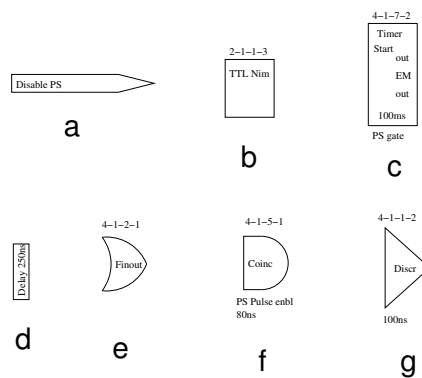 4-1-7-2
2-1-1-3
Timer
Start
out
EM
out
100ms
PS gate
TTL Nim
Disable PS
a
b
c
4-1-2-1
4-1-5-1
4-1-1-2
Delay 250ns
Finout
Coinc
Discr
PS Pulse enbl
80ns
100ns
d
e
f
g